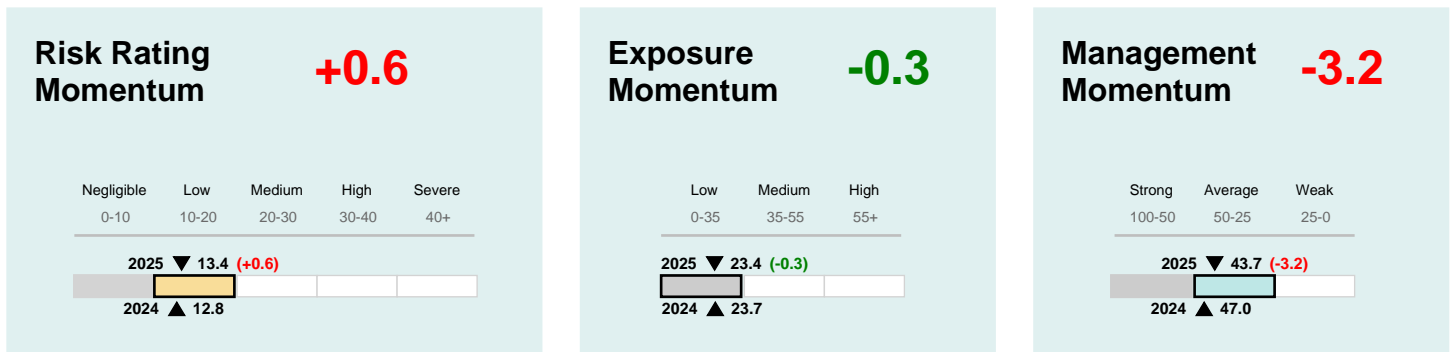 Risk Rating
Momentum
+0.6
Negligible Low Medium High Severe
0-10 10-20 20-30 30-40 40+
2025 ▼ 13.4 (+0.6)
2024 ▲ 12.8
Exposure
Momentum
-0.3
Low Medium High
0-35 35-55 55+
2025 ▼ 23.4 (-0.3)
2024 ▲ 23.7
Management
Momentum
-3.2
Strong Average Weak
100-50 50-25 25-0
2025 ▼ 43.7 (-3.2)
2024 ▲ 47.0